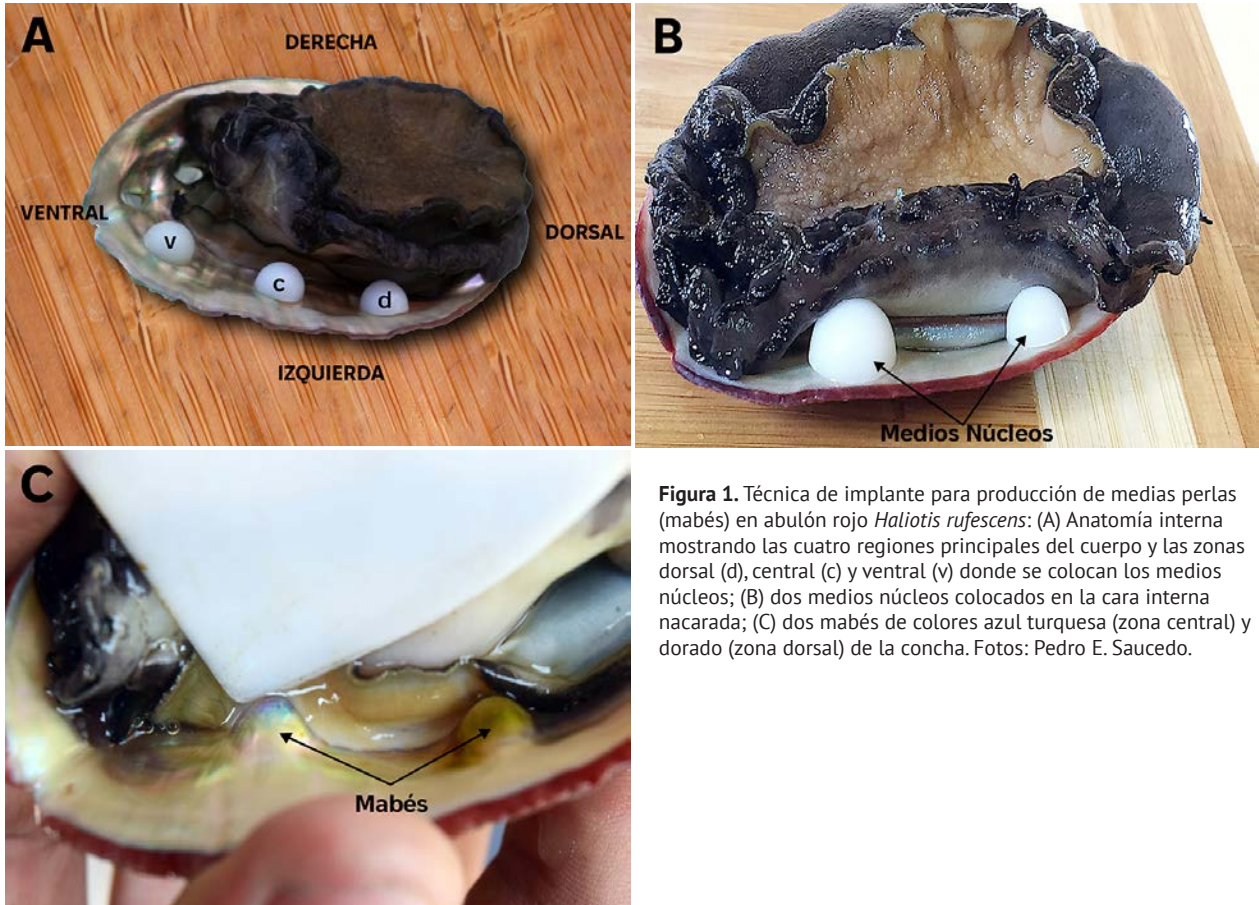 A
DERECHA
VENTRAL
DORSAL
v
c
d
IZQUIERDA
B
Medios Núcleos
C
Mabés
Figura 1. Técnica de implante para producción de medias perlas
(mabés) en abulón rojo Haliotis rufescens: (A) Anatomía interna
mostrando las cuatro regiones principales del cuerpo y las zonas
dorsal (d), central (c) y ventral (v) donde se colocan los medios
núcleos; (B) dos medios núcleos colocados en la cara interna
nacarada; (C) dos mabés de colores azul turquesa (zona central) y
dorado (zona dorsal) de la concha. Fotos: Pedro E. Saucedo.